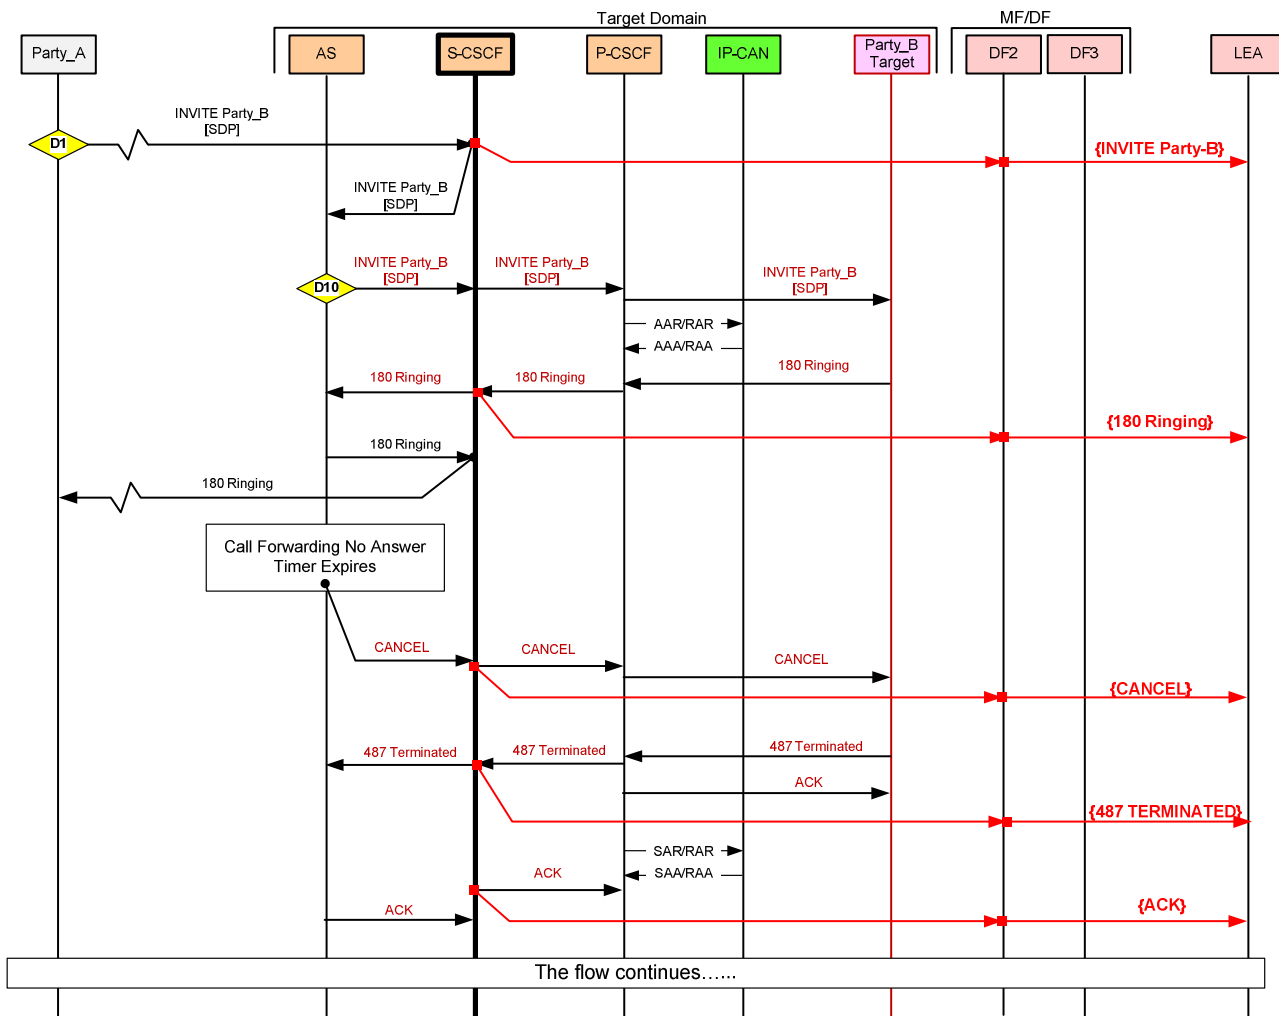 Target Domain
MF/DF
Party_A
AS
S-CSCF
P-CSCF
IP-CAN
Party_B
Target
DF2
DF3
LEA
INVITE Party_B
[SDP]
D1
{INVITE Party-B}
INVITE Party_B
[SDP]
INVITE Party_B
[SDP]
INVITE Party_B
[SDP]
INVITE Party_B
[SDP]
D10
AAR/RAR
AAA/RAA
180 Ringing
180 Ringing
180 Ringing
{180 Ringing}
180 Ringing
180 Ringing
Call Forwarding No Answer
Timer Expires
CANCEL
CANCEL
CANCEL
{CANCEL}
487 Terminated
487 Terminated
487 Terminated
ACK
{487 TERMINATED}
SAR/RAR
SAA/RAA
ACK
ACK
{ACK}
The flow continues…...